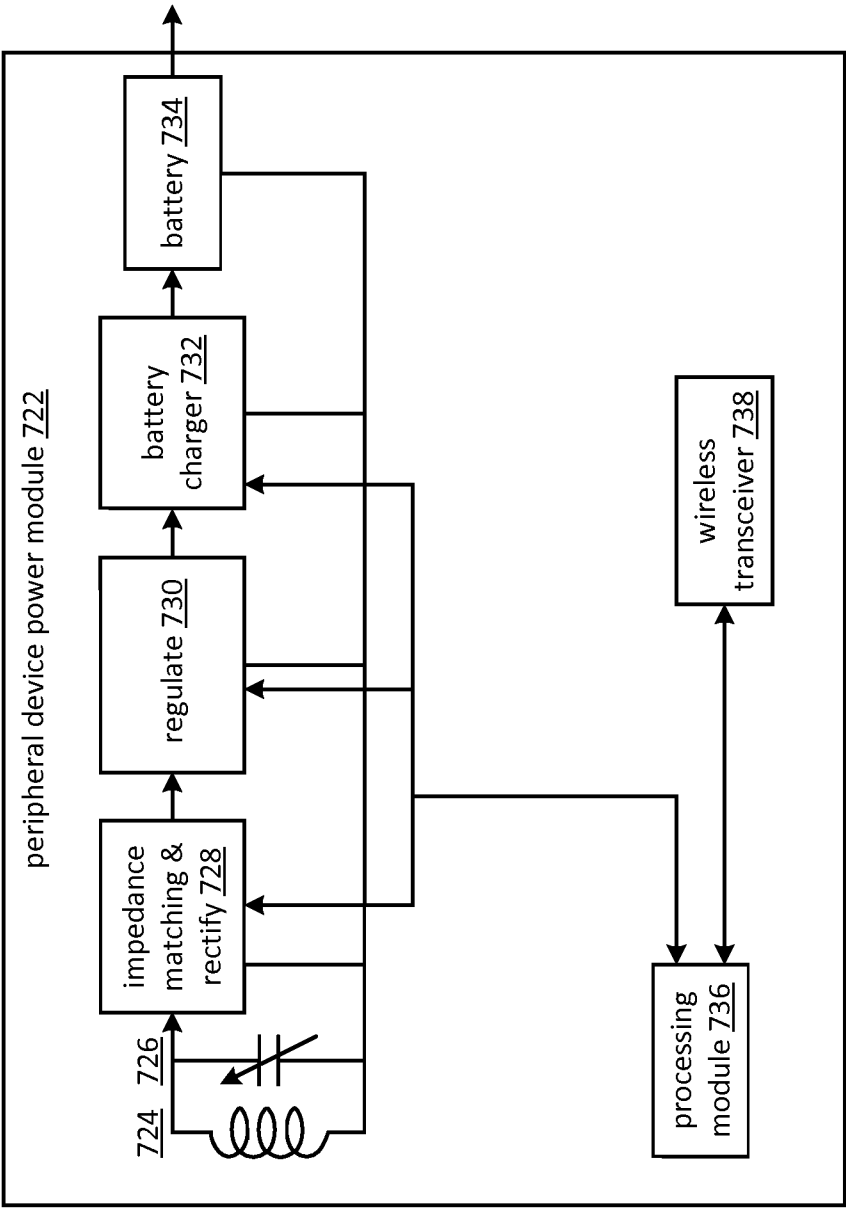 peripheral device power module 722
724
726
impedance
matching &
rectify 728
regulate 730
battery
charger 732
battery 734
processing
module 736
wireless
transceiver 738